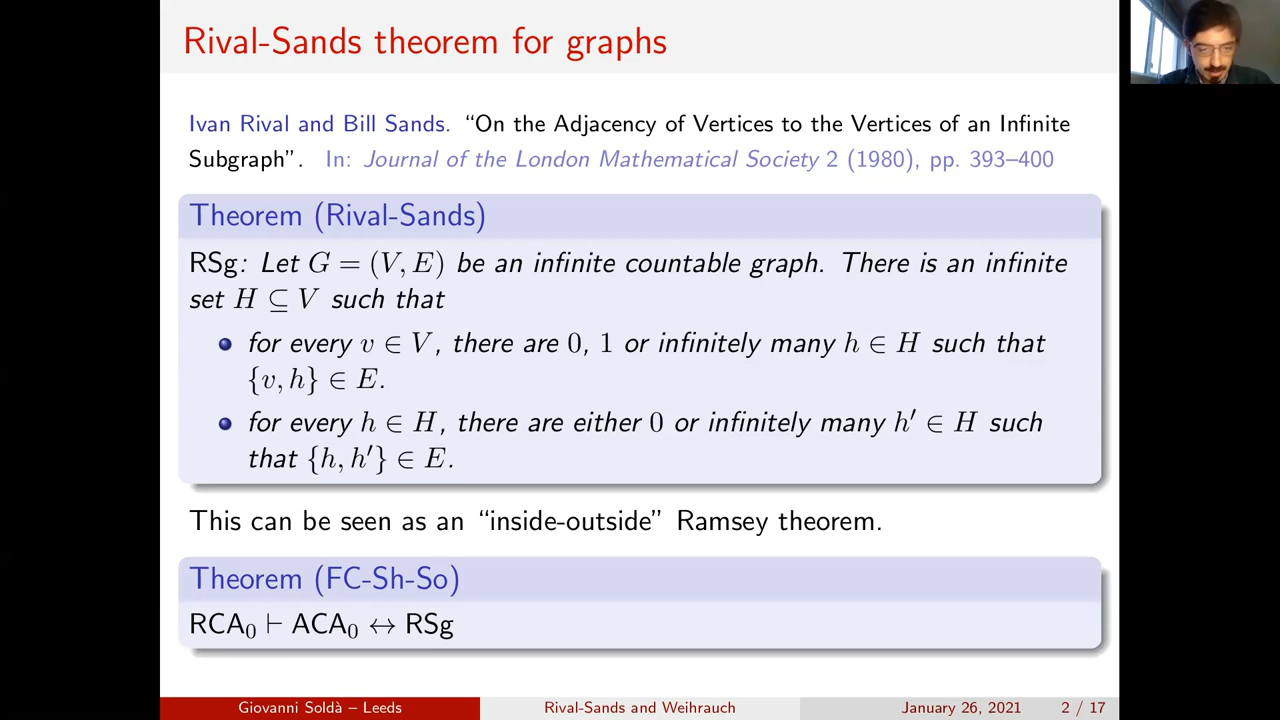 Rival-Sands theorem for graphs
Ivan Rival and Bill Sands. “On the Adjacency of Vertices to the Vertices of an Infinite
Subgraph”. In: Journal of the London Mathematical Society 2 (1980), pp. 393–400
Theorem (Rival-Sands)
RSg: Let G = (V, E) be an infinite countable graph. There is an infinite
set H ⊆ V such that
for every v ∈ V, there are 0, 1 or infinitely many h ∈ H such that
{v, h} ∈ E.
for every h ∈ H, there are either 0 or infinitely many h′ ∈ H such
that {h, h′} ∈ E.
This can be seen as an “inside-outside” Ramsey theorem.
Theorem (FC-Sh-So)
RCA₀ ⊢ ACA₀ ↔ RSg
Giovanni Soldà – Leeds Rival-Sands and Weihrauch January 26, 2021 2 / 17